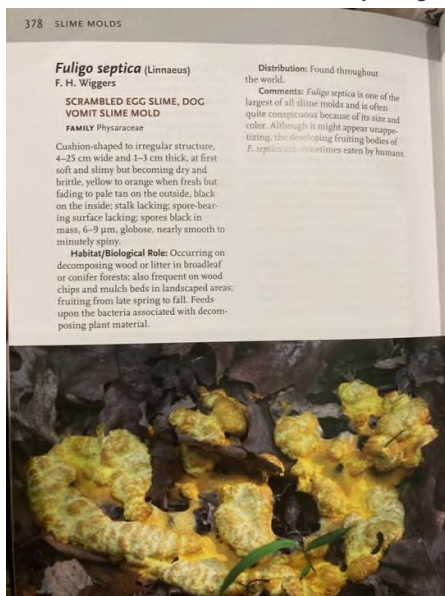 378 SLIME MOLDS
Fuligo septica (Linnaeus)
F. H. Wiggers
SCRAMBLED EGG SLIME, DOG
VOMIT SLIME MOLD
FAMILY Physaraceae
Cushion-shaped to irregular structure,
4–25 cm wide and 1–3 cm thick, at first
soft and slimy but becoming dry and
brittle, yellow to orange when fresh but
fading to pale tan on the outside, black
on the inside; stalk lacking; spore-bear-
ing surface lacking; spores black in
mass, 6–9 μm, globose, nearly smooth to
minutely spiny.
Habitat/Biological Role: Occurring on
decomposing wood or litter in broadleaf
or conifer forests; also frequent on wood
chips and mulch beds in landscaped areas;
fruiting from late spring to fall. Feeds
upon the bacteria associated with decom-
posing plant material.
Distribution: Found throughout
the world.
Comments: Fuligo septica is one of the
largest of all slime molds and is often
quite conspicuous because of its size and
color. Although it might appear unappe-
tizing, the developing fruiting bodies of
F. septica are sometimes eaten by humans.